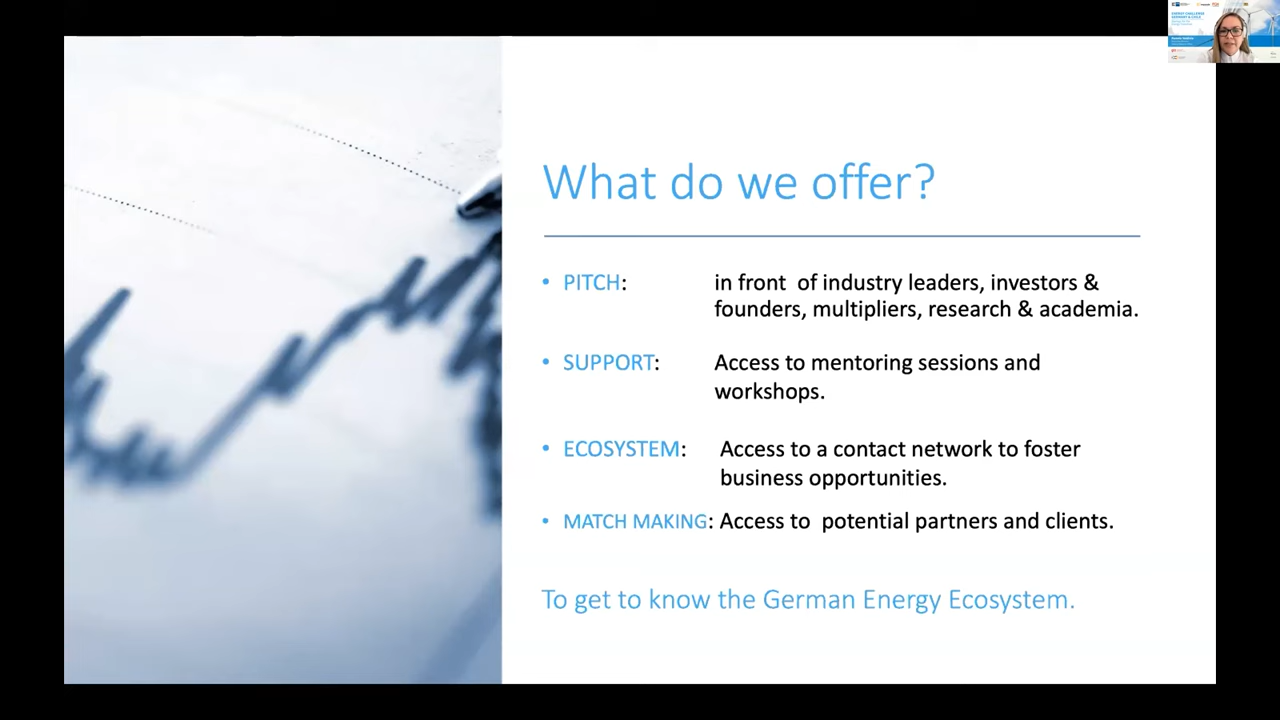 ENERGY CHALLENGE
What do we offer?
• PITCH: in front of industry leaders, investors &
founders, multipliers, research & academia.
• SUPPORT: Access to mentoring sessions and
workshops.
• ECOSYSTEM: Access to a contact network to foster
business opportunities.
• MATCH MAKING: Access to potential partners and clients.
To get to know the German Energy Ecosystem.